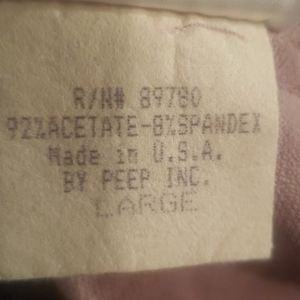 R/N# 89780
92%ACETATE-8%SPANDEX
Made in U.S.A.
BY PEEP INC.
LARGE